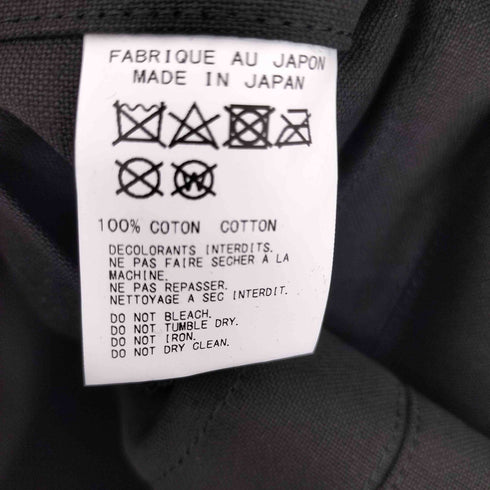 FABRIQUE AU JAPON
MADE IN JAPAN
W
100% COTON COTTON
DECOLORANTS INTERDITS.
NE PAS FAIRE SECHER A LA
MACHINE.
NE PAS REPASSER.
NETTOYAGE A SEC INTERDIT.
DO NOT BLEACH.
DO NOT TUMBLE DRY.
DO NOT IRON.
DO NOT DRY CLEAN.